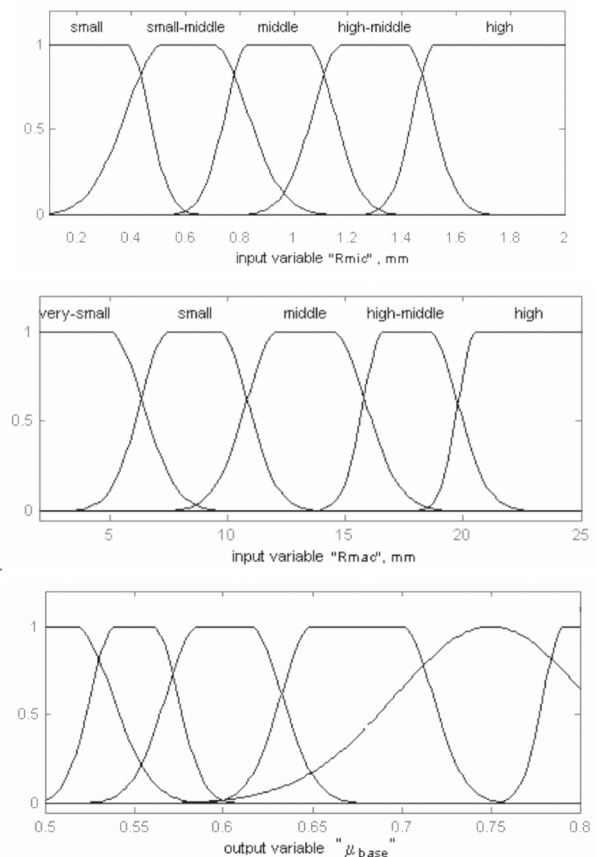 small small-middle middle high-middle high
1
0.5
0
0.2 0.4 0.6 0.8 1 1.2 1.4 1.6 1.8 2
input variable "Rmic", mm
very-small small middle high-middle high
1
0.5
0
5 10 15 20 25
input variable "Rmac", mm
1
0.5
0
0.5 0.55 0.6 0.65 0.7 0.75 0.8
output variable "μ base"